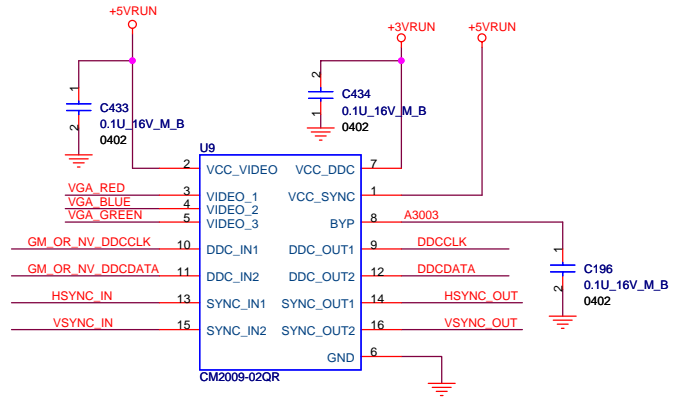 +5VRUN
+3VRUN
+5VRUN
1
C433
0.1U_16V_M_B
2
0402
2
C434
0.1U_16V_M_B
1
0402
U9
2 VCC_VIDEO VCC_DDC 7
VGA_RED 3 VIDEO_1 VCC_SYNC 1
VGA_BLUE 4 VIDEO_2
VGA_GREEN 5 VIDEO_3 BYP 8 A3003
GM_OR_NV_DDCCLK 10 DDC_IN1 DDC_OUT1 9 DDCCLK
GM_OR_NV_DDCDATA 11 DDC_IN2 DDC_OUT2 12 DDCDATA
HSYNC_IN 13 SYNC_IN1 SYNC_OUT1 14 HSYNC_OUT
VSYNC_IN 15 SYNC_IN2 SYNC_OUT2 16 VSYNC_OUT
GND 6
CM2009-02QR
1
C196
0.1U_16V_M_B
2
0402